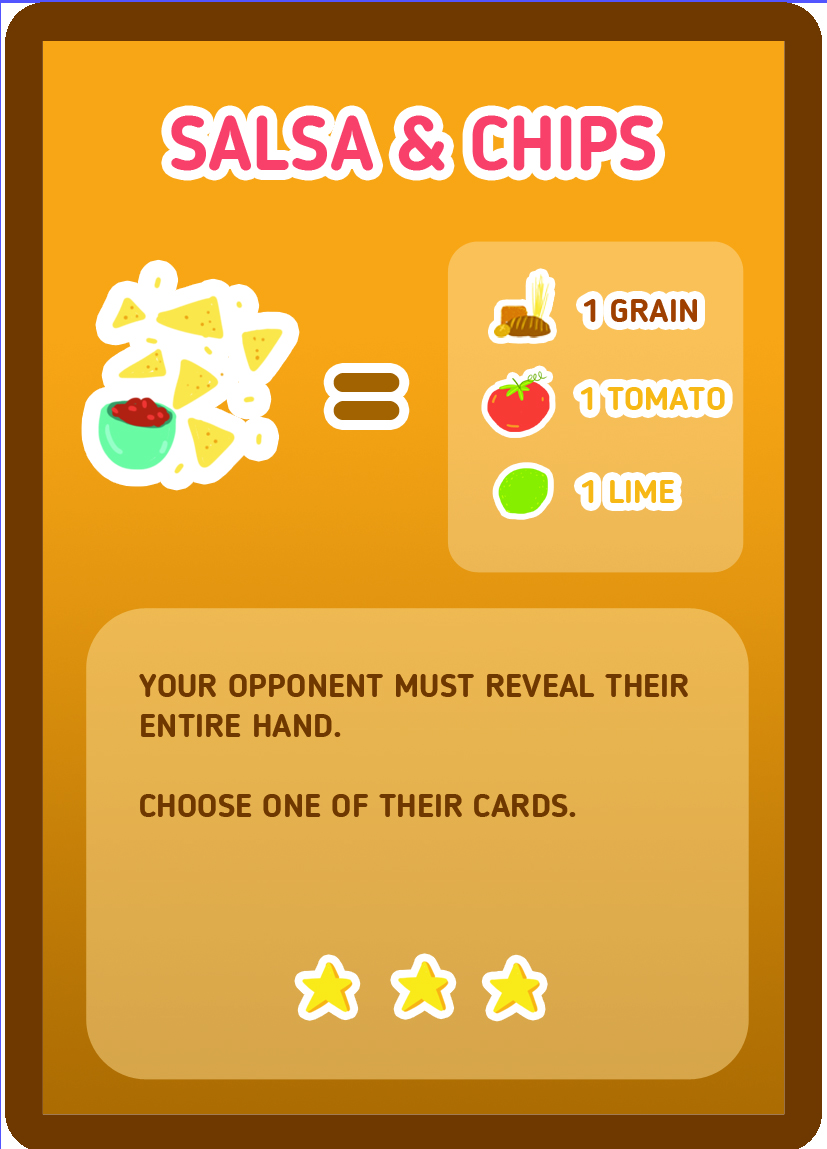 SALSA & CHIPS
1 GRAIN
1 TOMATO
1 LIME
YOUR OPPONENT MUST REVEAL THEIR
ENTIRE HAND.
CHOOSE ONE OF THEIR CARDS.